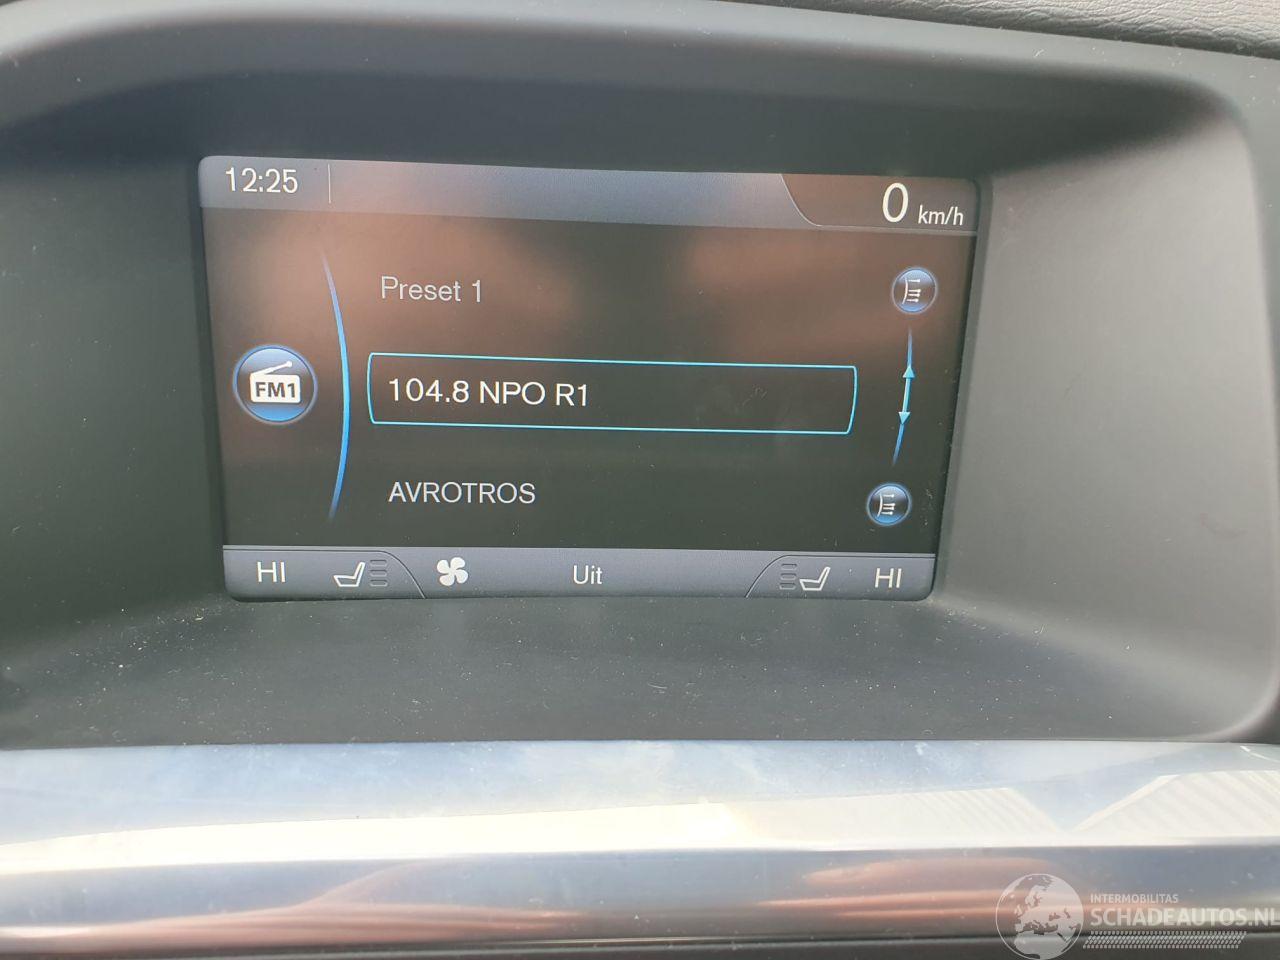 12:25
0 km/h
Preset 1
FM1
104.8 NPO R1
AVROTROS
HI
Uit
HI
INTERMOBILITAS
SCHADEAUTOS.NL